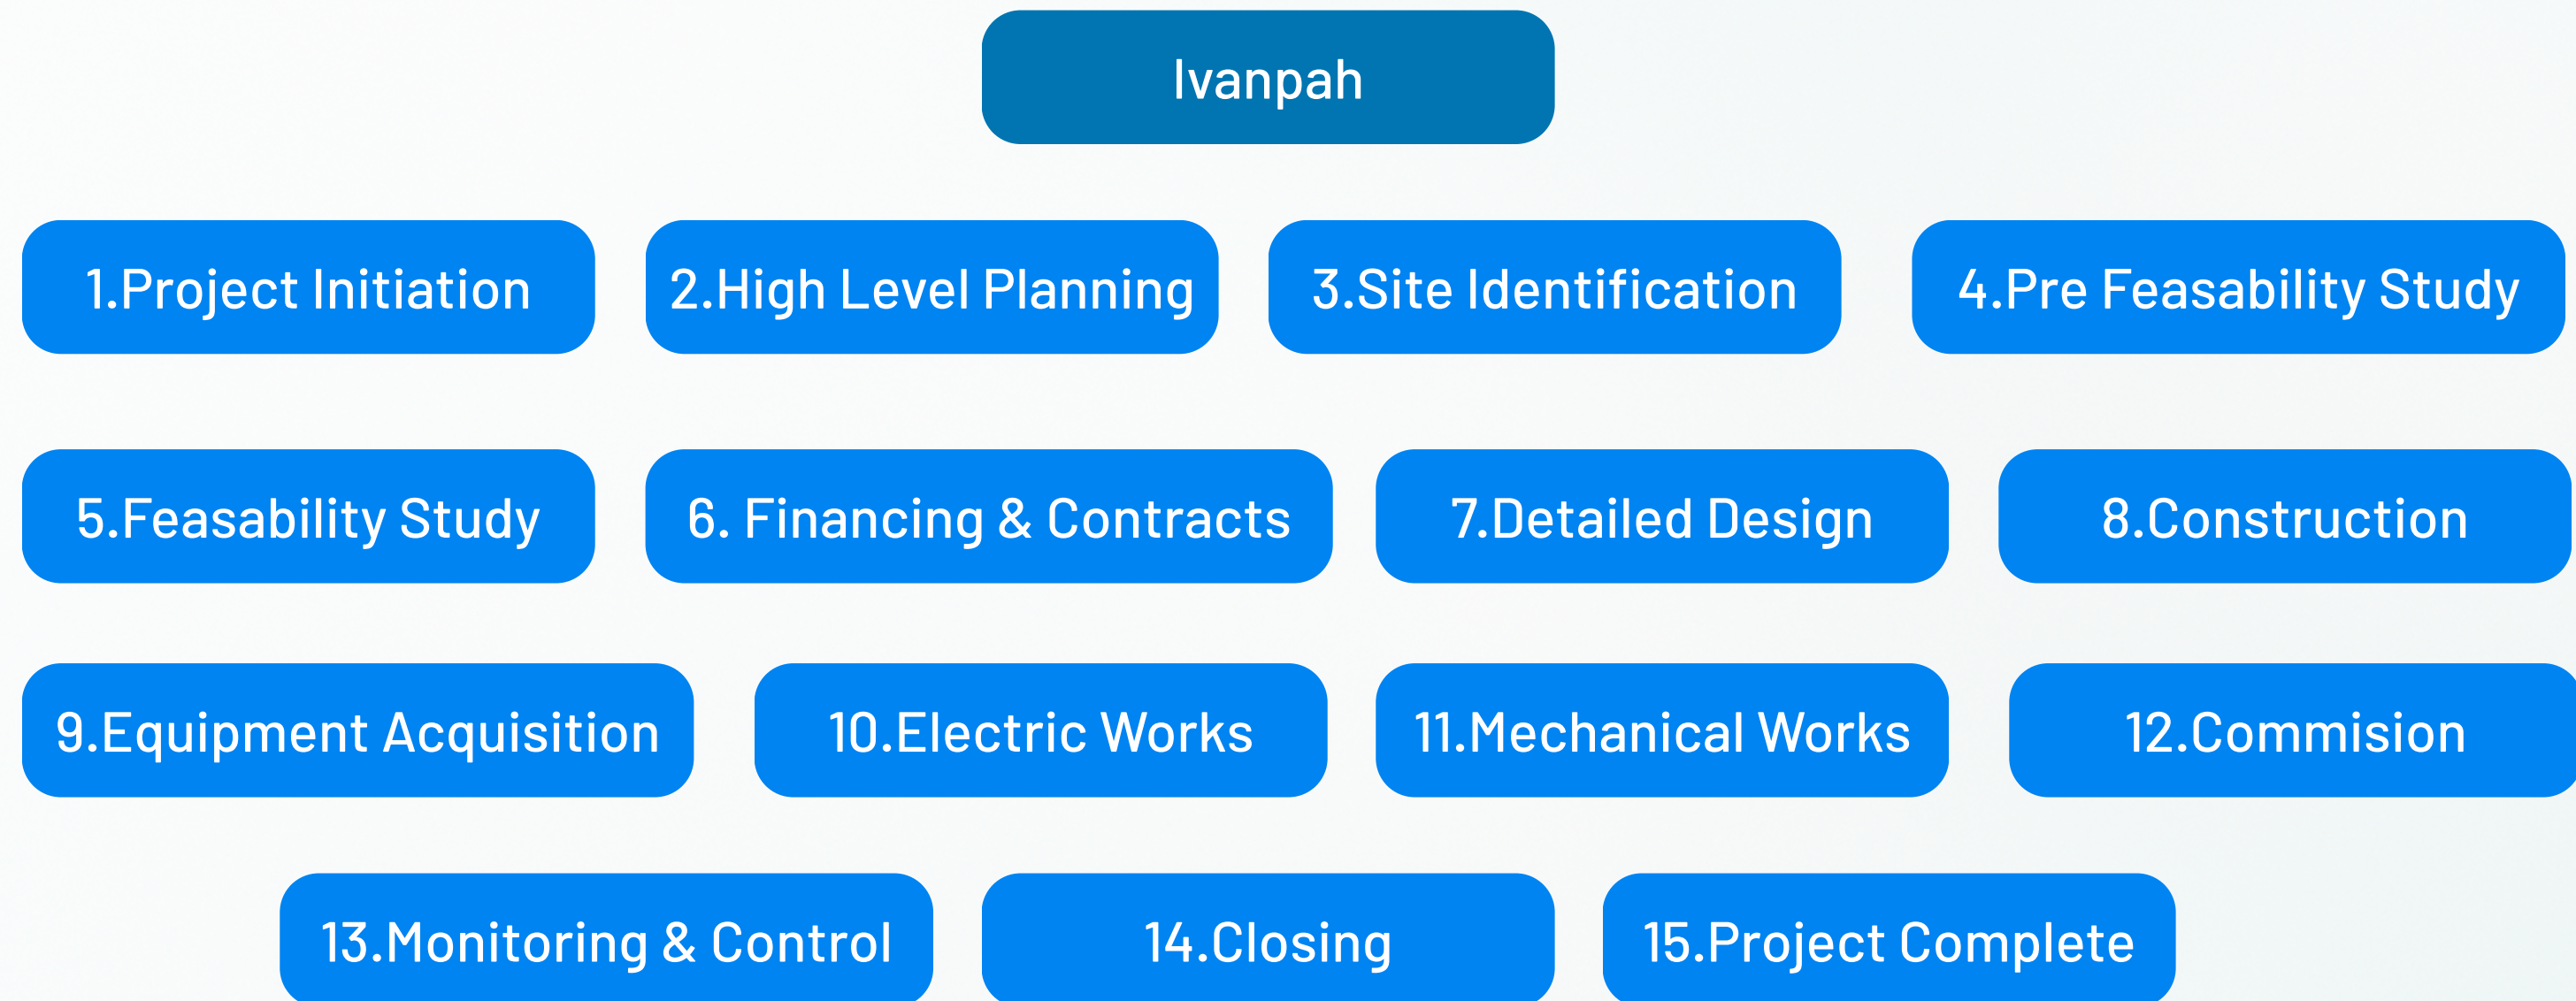 Ivanpah
1.Project Initiation
2.High Level Planning
3.Site Identification
4.Pre Feasability Study
5.Feasability Study
6. Financing & Contracts
7.Detailed Design
8.Construction
9.Equipment Acquisition
10.Electric Works
11.Mechanical Works
12.Commision
13.Monitoring & Control
14.Closing
15.Project Complete